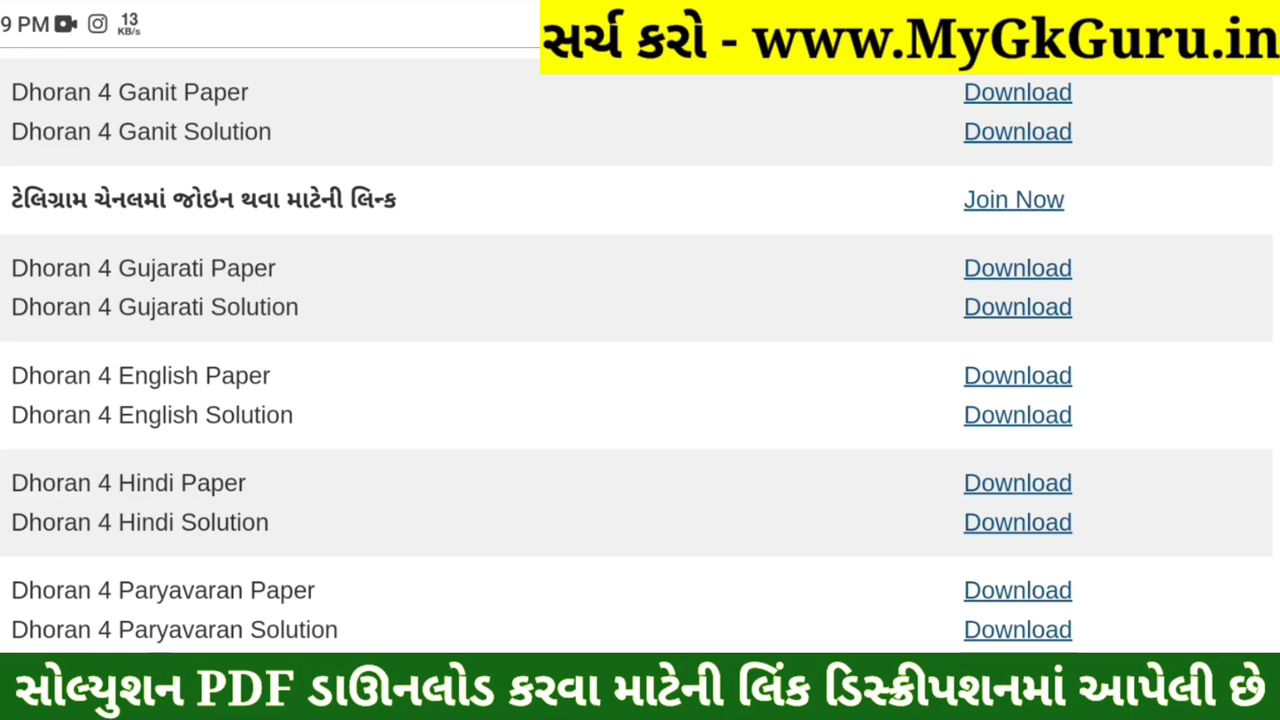 9 PM 13 KB/s
સર્ચ કરો - www.MyGkGuru.in
Dhoran 4 Ganit Paper Download
Dhoran 4 Ganit Solution Download
ટેલિગ્રામ ચેનલમાં જોઇન થવા માટેની લિન્ક Join Now
Dhoran 4 Gujarati Paper Download
Dhoran 4 Gujarati Solution Download
Dhoran 4 English Paper Download
Dhoran 4 English Solution Download
Dhoran 4 Hindi Paper Download
Dhoran 4 Hindi Solution Download
Dhoran 4 Paryavaran Paper Download
Dhoran 4 Paryavaran Solution Download
સોલ્યુશન PDF ડાઊનલોડ કરવા માટેની લિંક ડિસ્ક્રીપશનમાં આપેલી છે